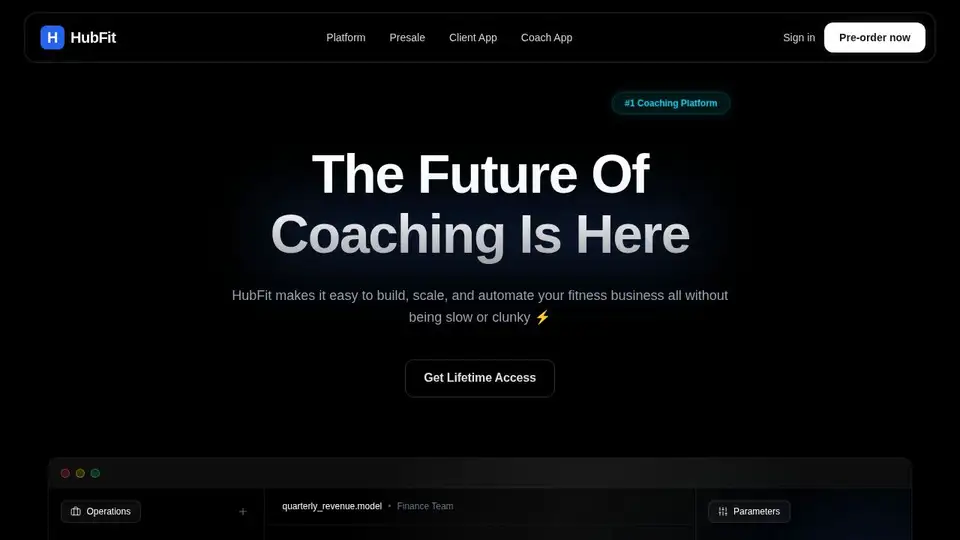 H HubFit
Platform Presale Client App Coach App
Sign in Pre-order now
#1 Coaching Platform
The Future Of
Coaching Is Here
HubFit makes it easy to build, scale, and automate your fitness business all without
being slow or clunky ⚡
Get Lifetime Access
Operations +
quarterly_revenue.model • Finance Team
Parameters